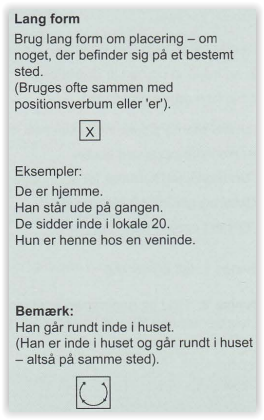 Lang form
Brug lang form om placering – om
noget, der befinder sig på et bestemt
sted.
(Bruges ofte sammen med
positionsverbum eller 'er').
X
Eksempler:
De er hjemme.
Han står ude på gangen.
De sidder inde i lokale 20.
Hun er henne hos en veninde.
Bemærk:
Han går rundt inde i huset.
(Han er inde i huset og går rundt i huset
– altså på samme sted).